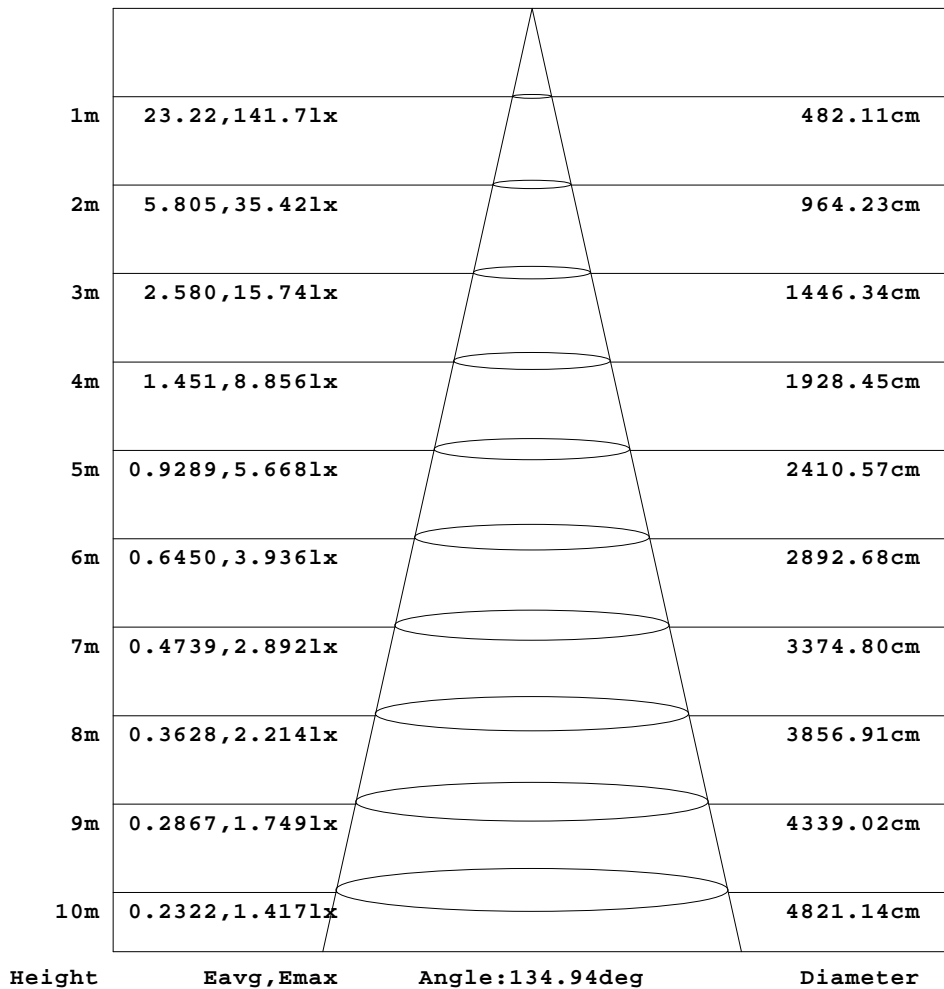 1m 23.22,141.7lx 482.11cm
2m 5.805,35.42lx 964.23cm
3m 2.580,15.74lx 1446.34cm
4m 1.451,8.856lx 1928.45cm
5m 0.9289,5.668lx 2410.57cm
6m 0.6450,3.936lx 2892.68cm
7m 0.4739,2.892lx 3374.80cm
8m 0.3628,2.214lx 3856.91cm
9m 0.2867,1.749lx 4339.02cm
10m 0.2322,1.417lx 4821.14cm
Height Eavg,Emax Angle:134.94deg Diameter